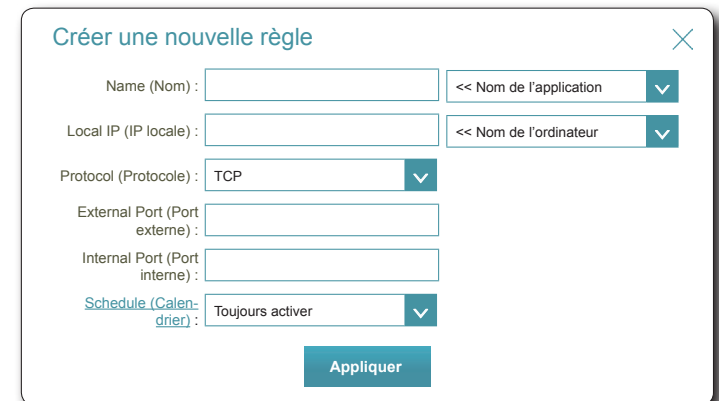 Créer une nouvelle règle
Name (Nom) : << Nom de l’application
Local IP (IP locale) : << Nom de l’ordinateur
Protocol (Protocole) : TCP
External Port (Port
externe) :
Internal Port (Port
interne) :
Schedule (Calen-
drier) : Toujours activer
Appliquer